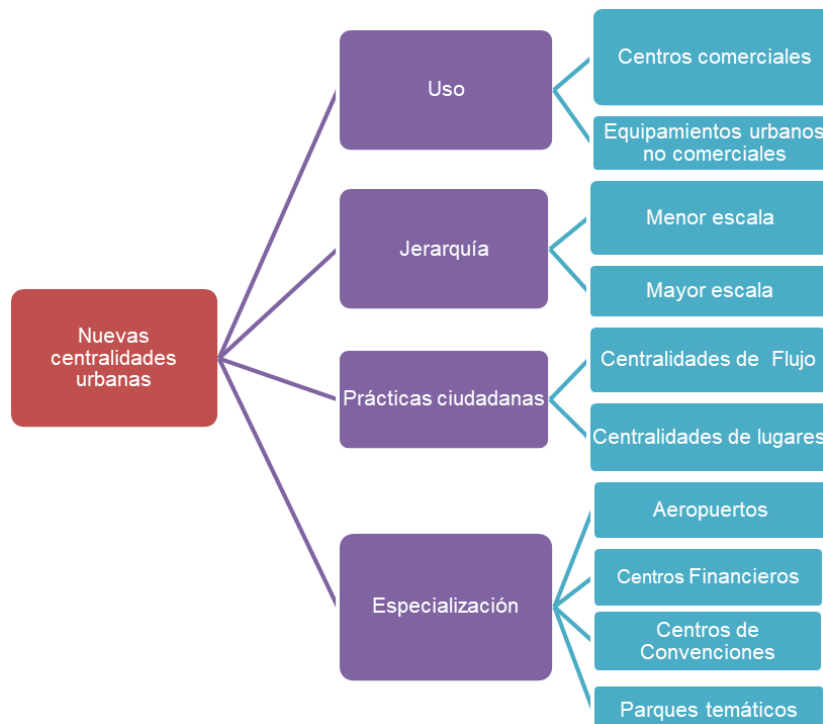 Nuevas
centralidades
urbanas
Uso
Centros comerciales
Equipamientos urbanos
no comerciales
Jerarquía
Menor escala
Mayor escala
Prácticas ciudadanas
Centralidades de Flujo
Centralidades de lugares
Especialización
Aeropuertos
Centros Financieros
Centros de
Convenciones
Parques temáticos